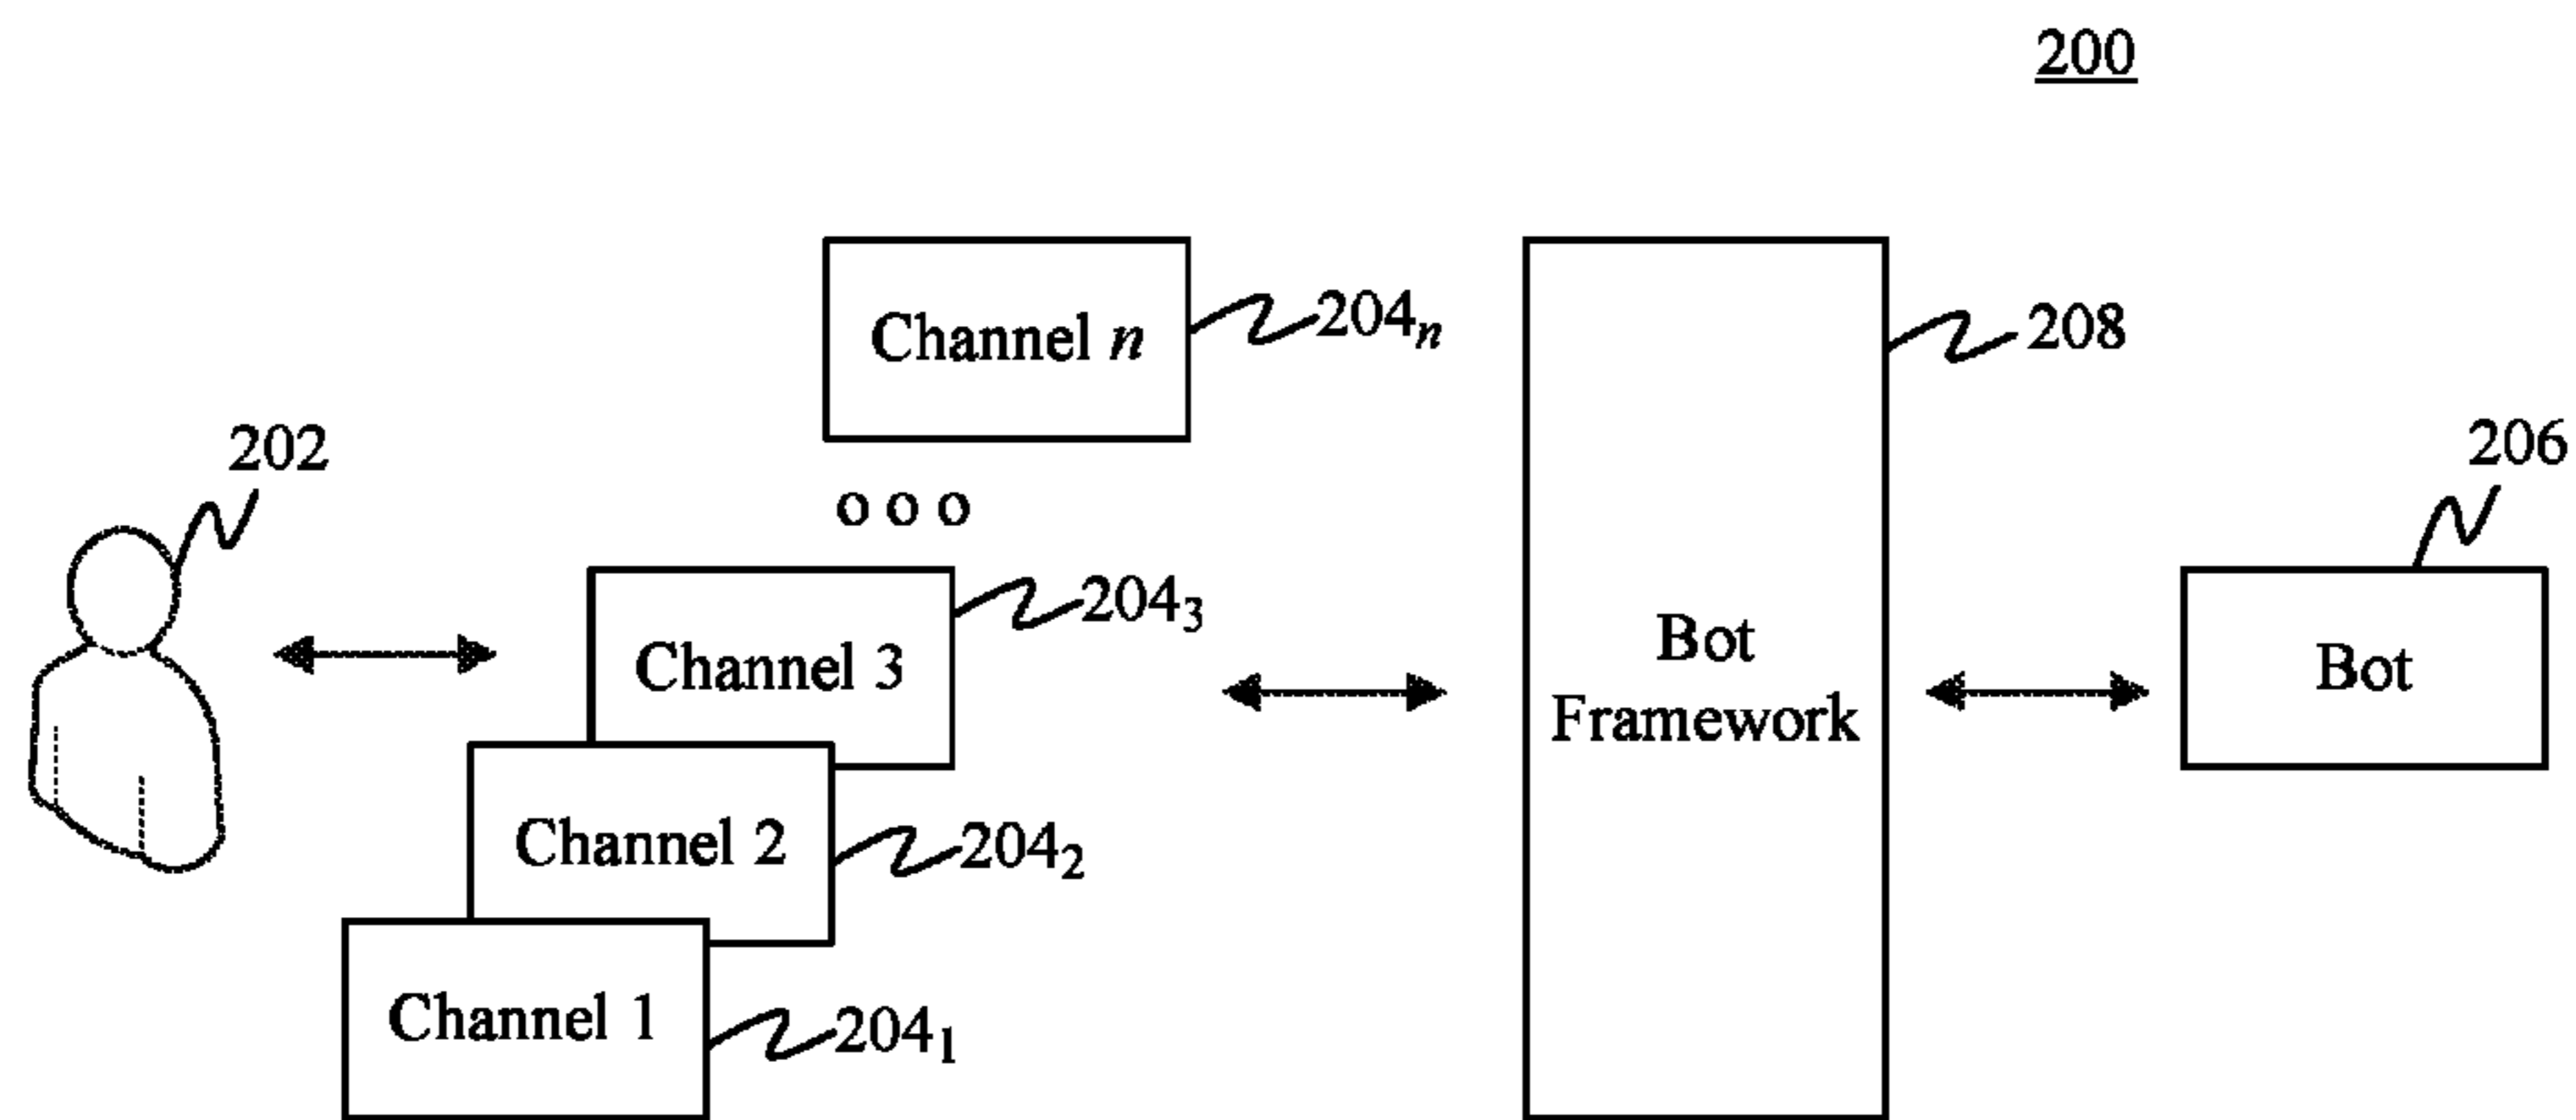 200
Channel n
204n
208
202
206
o o o
Channel 3
2043
Bot
Framework
Bot
Channel 2
2042
Channel 1
2041